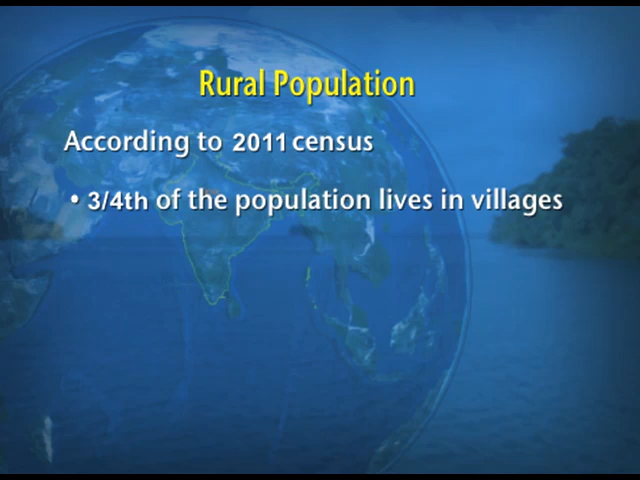 Rural Population
According to 2011 census
• 3/4th of the population lives in villages